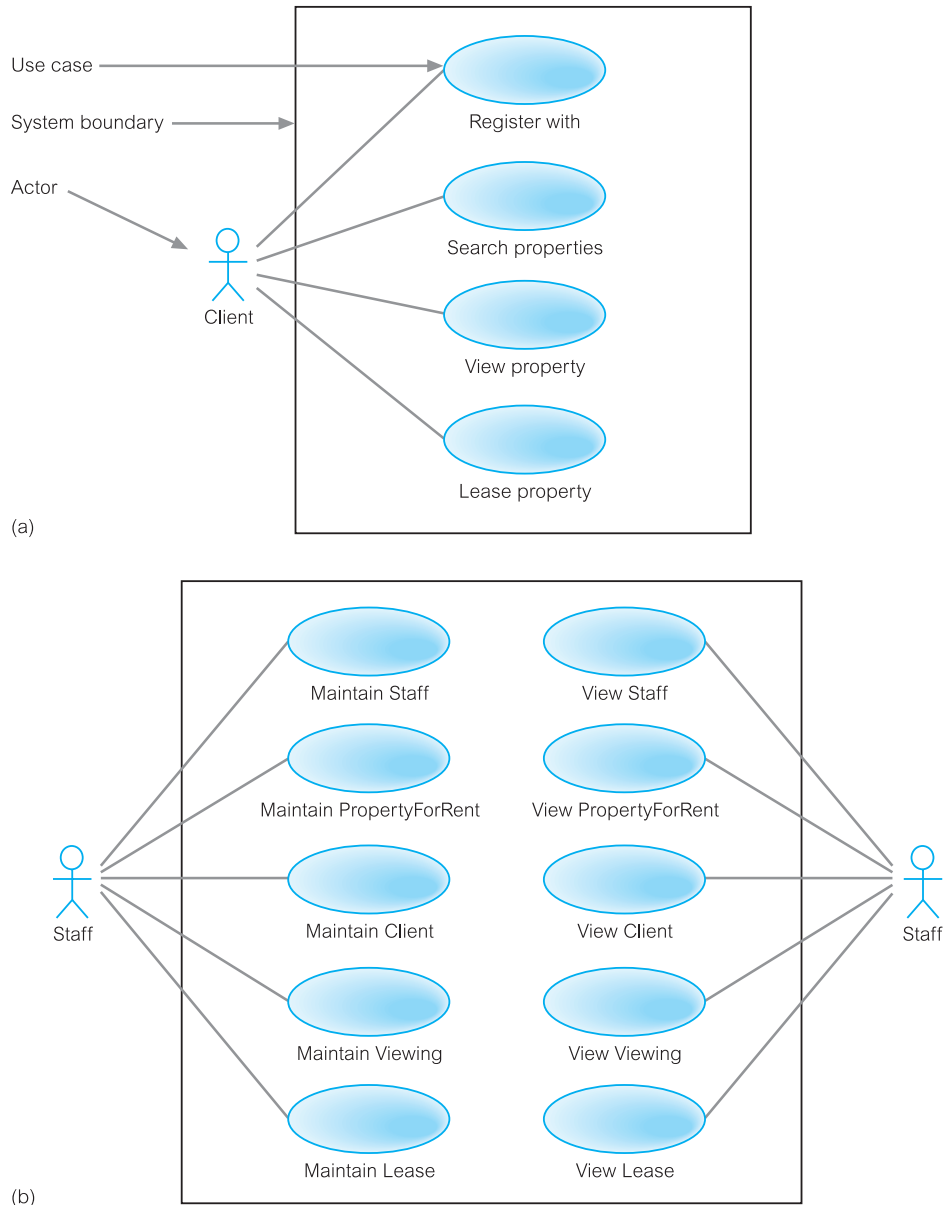 Use case
System boundary
Actor
Client
Register with
Search properties
View property
Lease property
(a)
Maintain Staff
View Staff
Maintain PropertyForRent
View PropertyForRent
Staff
Maintain Client
View Client
Staff
Maintain Viewing
View Viewing
Maintain Lease
View Lease
(b)